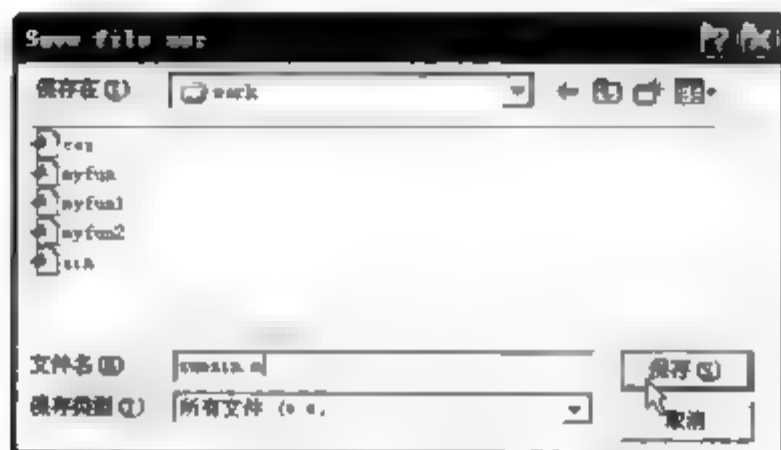 Save file as:
保存在(I)
work
myfun
myfun1
myfun2
文件名(N)
保存(S)
保存类型(T)
所有文件
取消